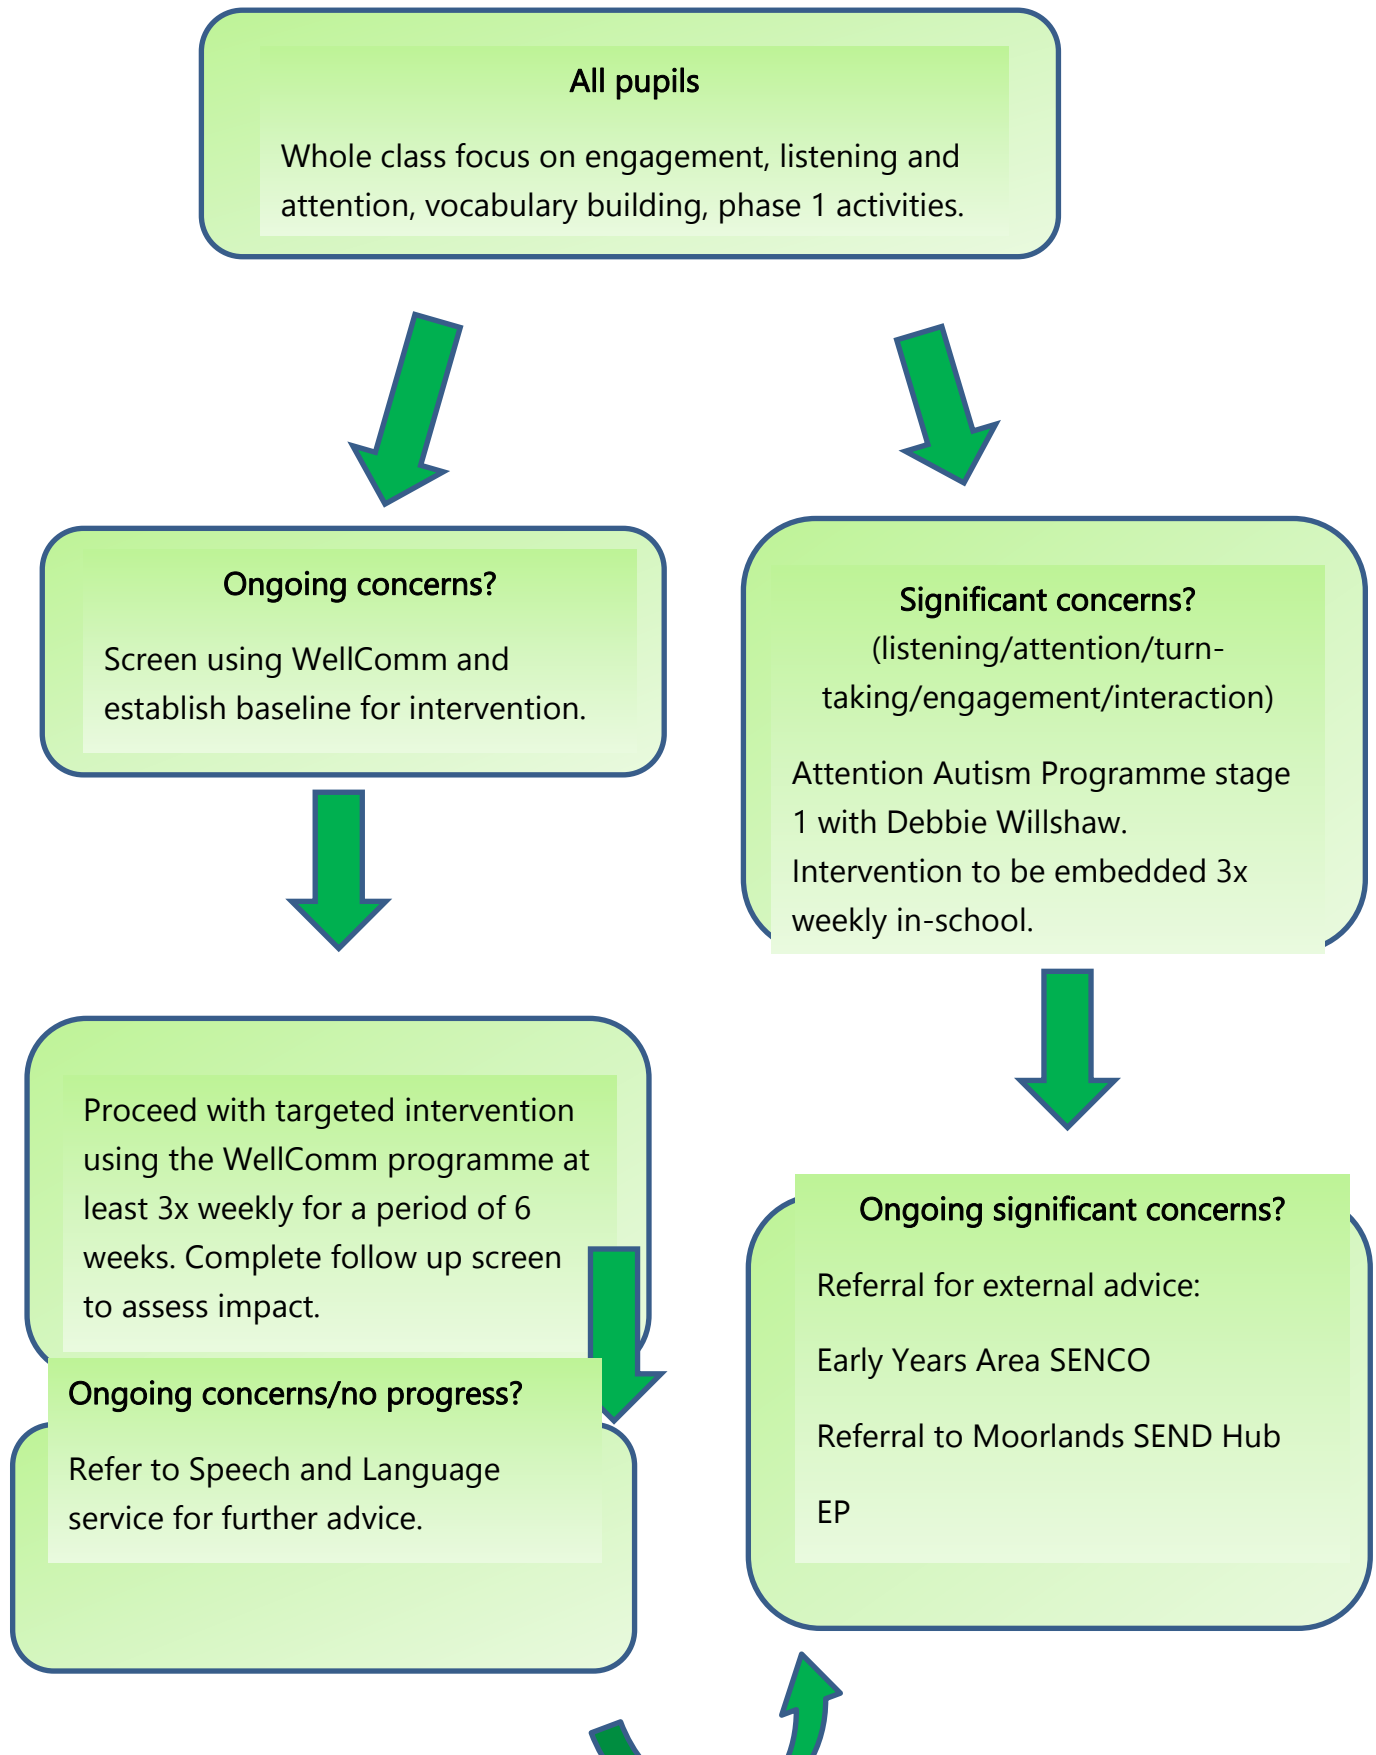 All pupils
Whole class focus on engagement, listening and
attention, vocabulary building, phase 1 activities.
Ongoing concerns?
Screen using WellComm and
establish baseline for intervention.
Significant concerns?
(listening/attention/turn-
taking/engagement/interaction)
Attention Autism Programme stage
1 with Debbie Willshaw.
Intervention to be embedded 3x
weekly in-school.
Proceed with targeted intervention
using the WellComm programme at
least 3x weekly for a period of 6
weeks. Complete follow up screen
to assess impact.
Ongoing concerns/no progress?
Refer to Speech and Language
service for further advice.
Ongoing significant concerns?
Referral for external advice:
Early Years Area SENCO
Referral to Moorlands SEND Hub
EP